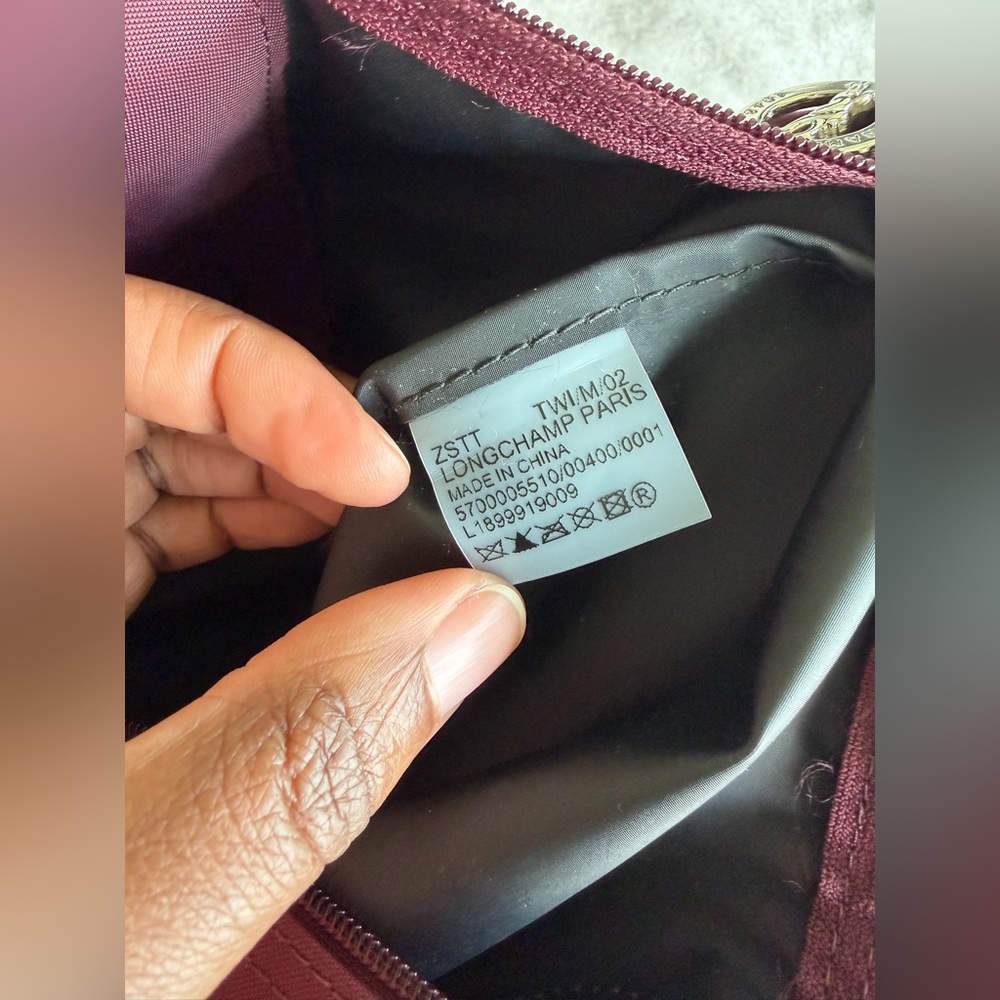 ZSTT TWI/M/02
LONGCHAMP PARIS
MADE IN CHINA
5700005510/00400/0001
L1899919009
®